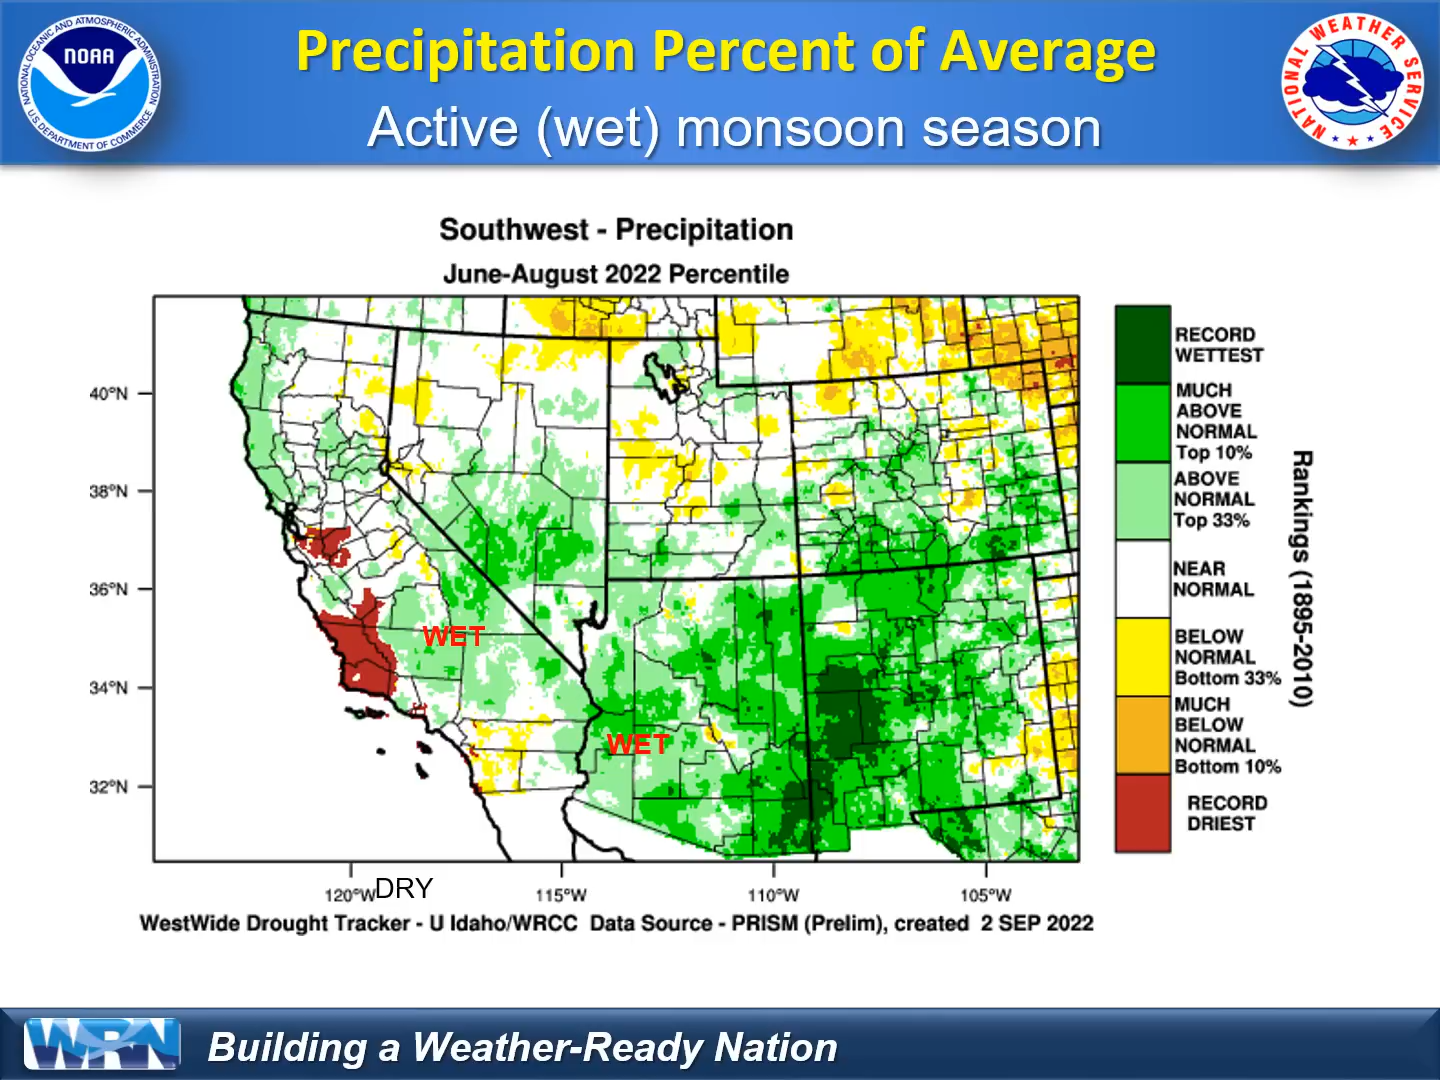 Precipitation Percent of Average
Active (wet) monsoon season
NATIONAL OCEANIC AND ATMOSPHERIC ADMINISTRATION
NOAA
U.S. DEPARTMENT OF COMMERCE
NATIONAL WEATHER SERVICE
Southwest - Precipitation
June-August 2022 Percentile
40°N
38°N
36°N
34°N
32°N
WET
WET
120°W
DRY
115°W
110°W
105°W
RECORD
WETTEST
MUCH
ABOVE
NORMAL
Top 10%
ABOVE
NORMAL
Top 33%
NEAR
NORMAL
BELOW
NORMAL
Bottom 33%
MUCH
BELOW
NORMAL
Bottom 10%
RECORD
DRIEST
Rankings (1895-2010)
WestWide Drought Tracker - U Idaho/WRCC Data Source - PRISM (Prelim), created 2 SEP 2022
WRN
Building a Weather-Ready Nation